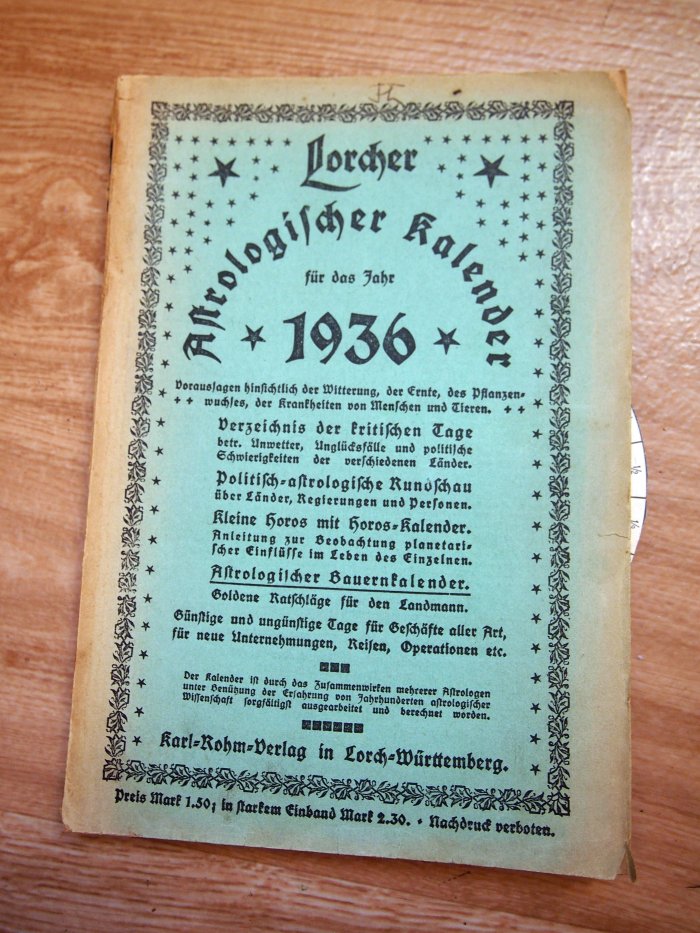 Lorcher
Astrologischer Kalender
für das Jahr
1936
Voraussagen hinsichtlich der Witterung, der Ernte, des Pflanzen-
wuchses, der Krankheiten von Menschen und Tieren.
Verzeichnis der kritischen Tage
betr. Unwetter, Unglücksfälle und politische
Schwierigkeiten der verschiedenen Länder.
Politisch-astrologische Rundschau
über Länder, Regierungen und Personen.
Kleine Horos mit Horos-Kalender.
Anleitung zur Beobachtung planetari-
scher Einflüsse im Leben des Einzelnen.
Astrologischer Bauernkalender.
Goldene Ratschläge für den Landmann.
Günstige und ungünstige Tage für Geschäfte aller Art,
für neue Unternehmungen, Reisen, Operationen etc.
Der Kalender ist durch das Zusammenwirken mehrerer Astrologen
unter Benützung der Erfahrung von Jahrhunderten astrologischer
Wissenschaft sorgfältigst ausgearbeitet und berechnet worden.
Karl-Rohm-Verlag in Lorch-Württemberg.
Preis Mark 1.50; in starkem Einband Mark 2.30. • Nachdruck verboten.